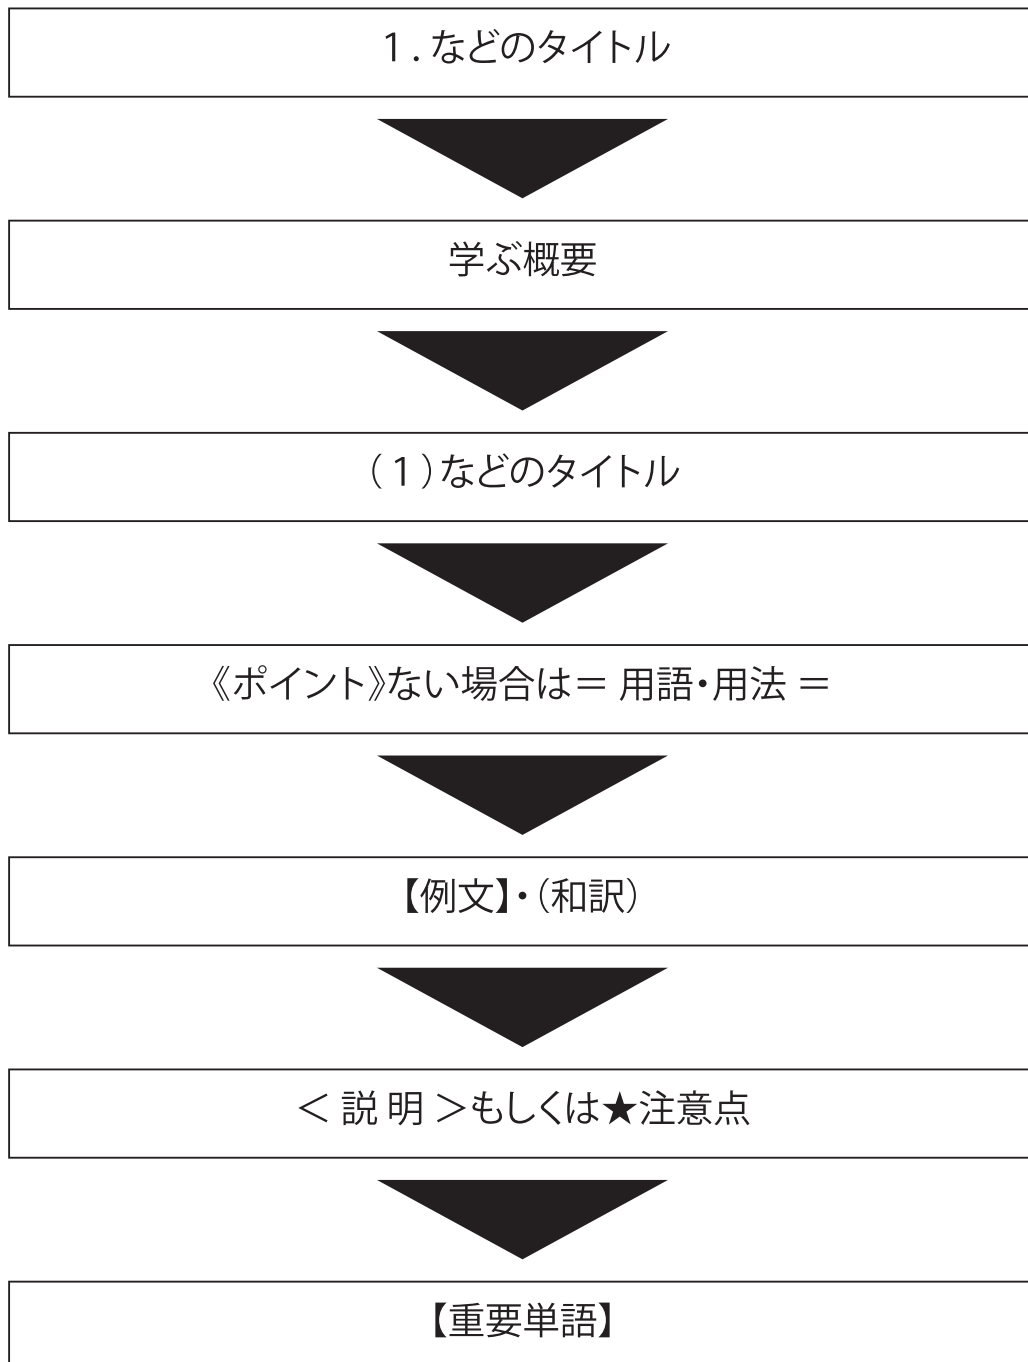 １．などのタイトル
学ぶ概要
（１）などのタイトル
《ポイント》ない場合は＝ 用語・用法 ＝
【例文】・（和訳）
＜ 説 明 ＞もしくは★注意点
【重要単語】